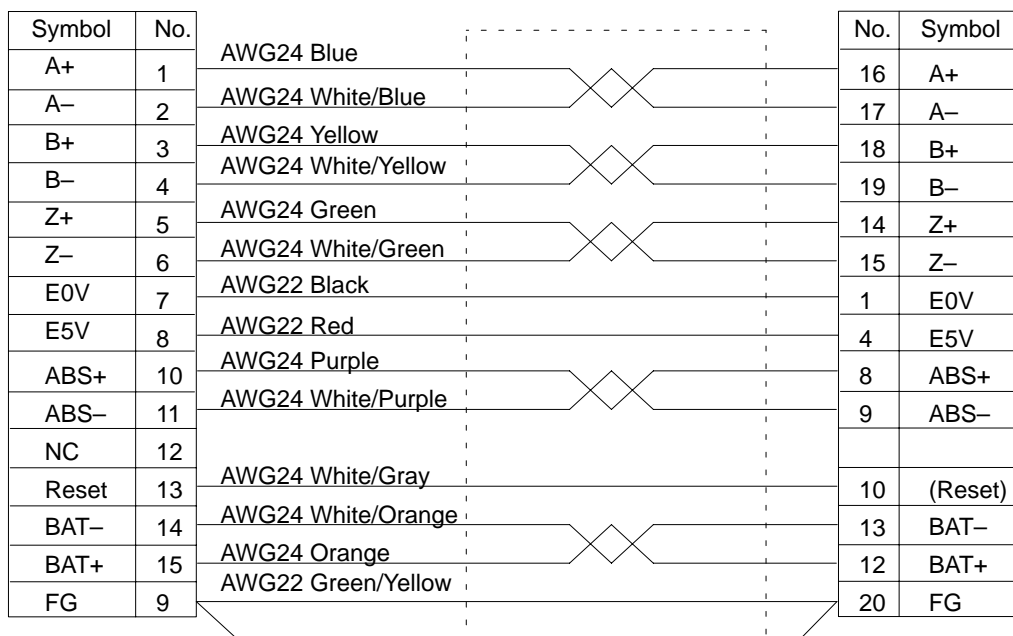 Symbol No. No. Symbol
A+ 1 AWG24 Blue 16 A+
A– 2 AWG24 White/Blue 17 A–
B+ 3 AWG24 Yellow 18 B+
B– 4 AWG24 White/Yellow 19 B–
Z+ 5 AWG24 Green 14 Z+
Z– 6 AWG24 White/Green 15 Z–
E0V 7 AWG22 Black 1 E0V
E5V 8 AWG22 Red 4 E5V
ABS+ 10 AWG24 Purple 8 ABS+
ABS– 11 AWG24 White/Purple 9 ABS–
NC 12
Reset 13 AWG24 White/Gray 10 (Reset)
BAT– 14 AWG24 White/Orange 13 BAT–
BAT+ 15 AWG24 Orange 12 BAT+
FG 9 AWG22 Green/Yellow 20 FG